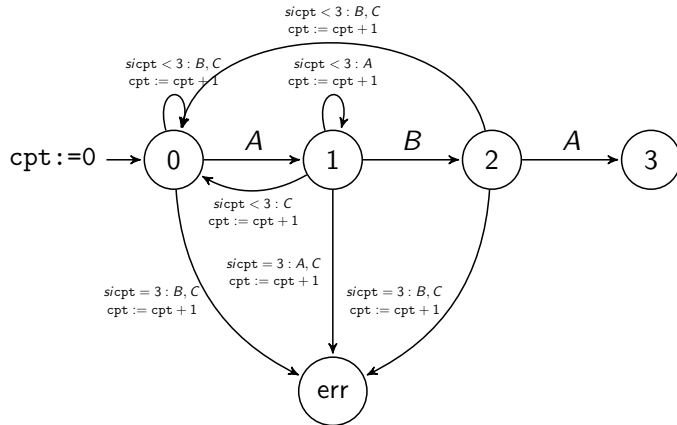 sicpt < 3 : B, C
cpt := cpt + 1
sicpt < 3 : B, C
cpt := cpt + 1
sicpt < 3 : A
cpt := cpt + 1
cpt:=0
0
A
1
B
2
A
3
sicpt < 3 : C
cpt := cpt + 1
sicpt = 3 : B, C
cpt := cpt + 1
sicpt = 3 : A, C
cpt := cpt + 1
sicpt = 3 : B, C
cpt := cpt + 1
err